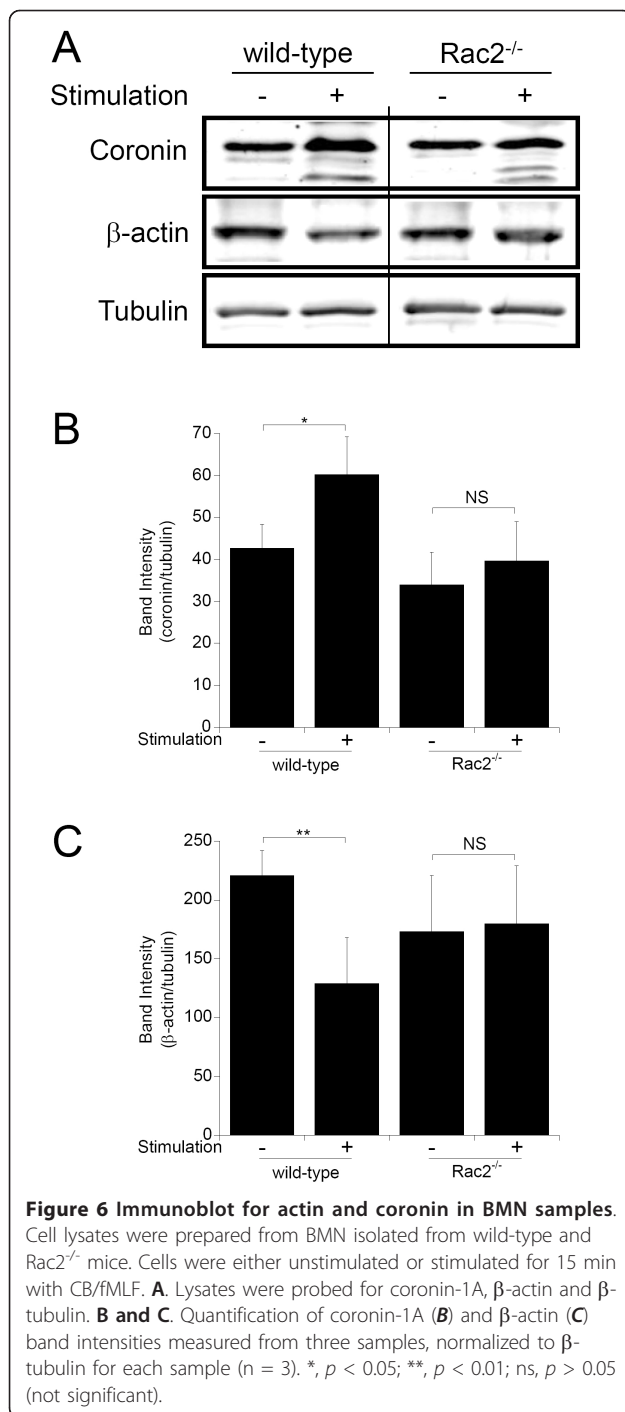 A
wild-type Rac2-/-
Stimulation - + - +
Coronin
β-actin
Tubulin
B
70
60
50
40
30
20
10
0
Band Intensity
(coronin/tubulin)
*
NS
Stimulation - + - +
wild-type Rac2-/-
C
250
200
150
100
50
0
Band Intensity
(β-actin/tubulin)
**
NS
Stimulation - + - +
wild-type Rac2-/-
Figure 6 Immunoblot for actin and coronin in BMN samples.
Cell lysates were prepared from BMN isolated from wild-type and
Rac2-/- mice. Cells were either unstimulated or stimulated for 15 min
with CB/fMLF. A. Lysates were probed for coronin-1A, β-actin and β-
tubulin. B and C. Quantification of coronin-1A (B) and β-actin (C)
band intensities measured from three samples, normalized to β-
tubulin for each sample (n = 3). *, p < 0.05; **, p < 0.01; ns, p > 0.05
(not significant).